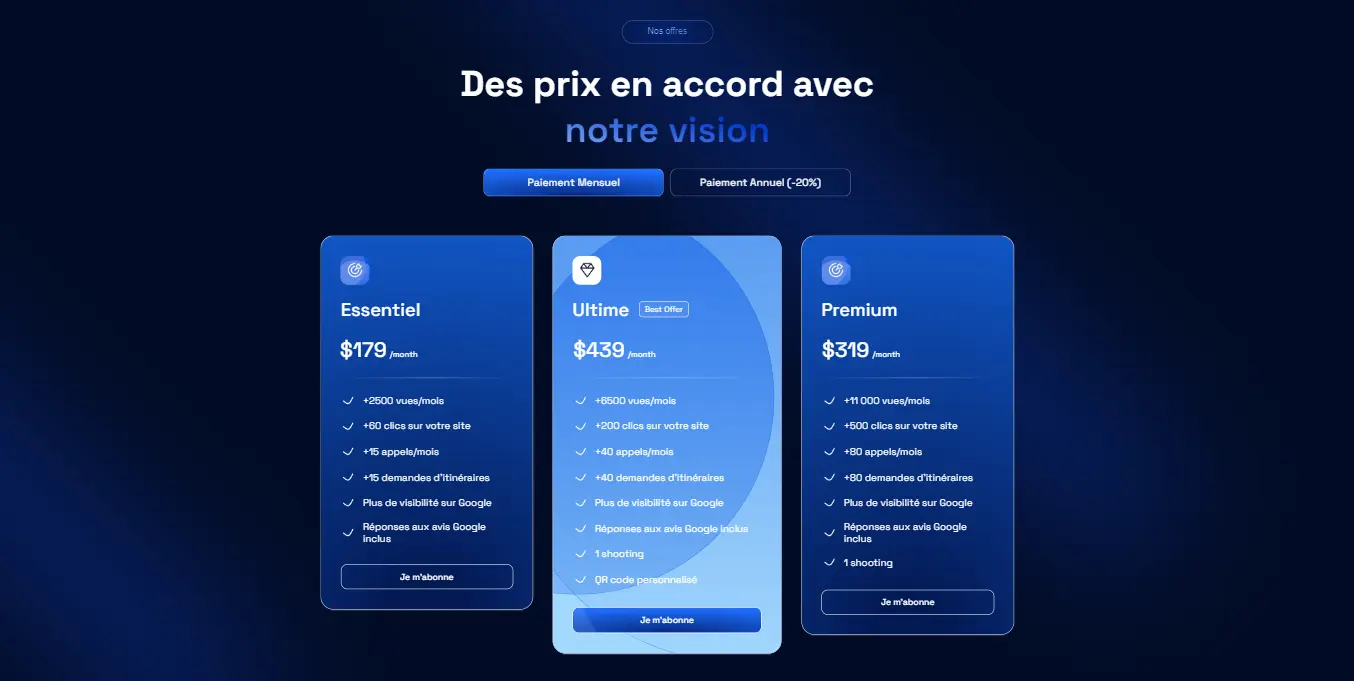 Nos offres
Des prix en accord avec
notre vision
Paiement Mensuel
Paiement Annuel (-20%)
Essentiel
$179 /month
+2500 vues/mois
+60 clics sur votre site
+15 appels/mois
+15 demandes d'itinéraires
Plus de visibilité sur Google
Réponses aux avis Google
inclus
Je m'abonne
Ultime
Best Offer
$439 /month
+6500 vues/mois
+200 clics sur votre site
+40 appels/mois
+40 demandes d'itinéraires
Plus de visibilité sur Google
Réponses aux avis Google inclus
1 shooting
QR code personnalisé
Je m'abonne
Premium
$319 /month
+11 000 vues/mois
+500 clics sur votre site
+80 appels/mois
+80 demandes d'itinéraires
Plus de visibilité sur Google
Réponses aux avis Google
inclus
1 shooting
Je m'abonne